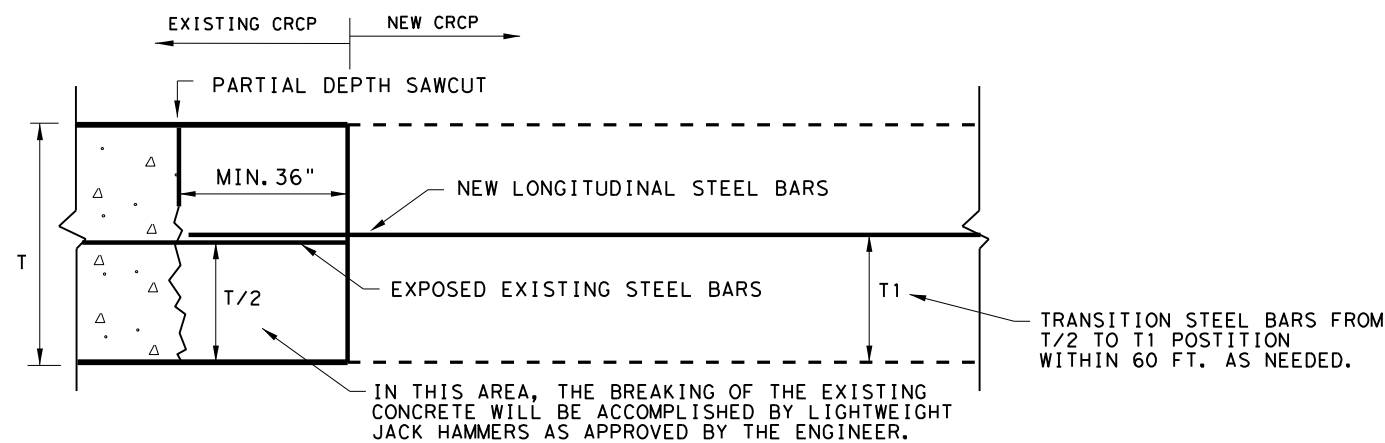 EXISTING CRCP
NEW CRCP
PARTIAL DEPTH SAWCUT
MIN. 36"
NEW LONGITUDINAL STEEL BARS
T
T/2
EXPOSED EXISTING STEEL BARS
T1
TRANSITION STEEL BARS FROM
T/2 TO T1 POSTITION
WITHIN 60 FT. AS NEEDED.
IN THIS AREA, THE BREAKING OF THE EXISTING
CONCRETE WILL BE ACCOMPLISHED BY LIGHTWEIGHT
JACK HAMMERS AS APPROVED BY THE ENGINEER.